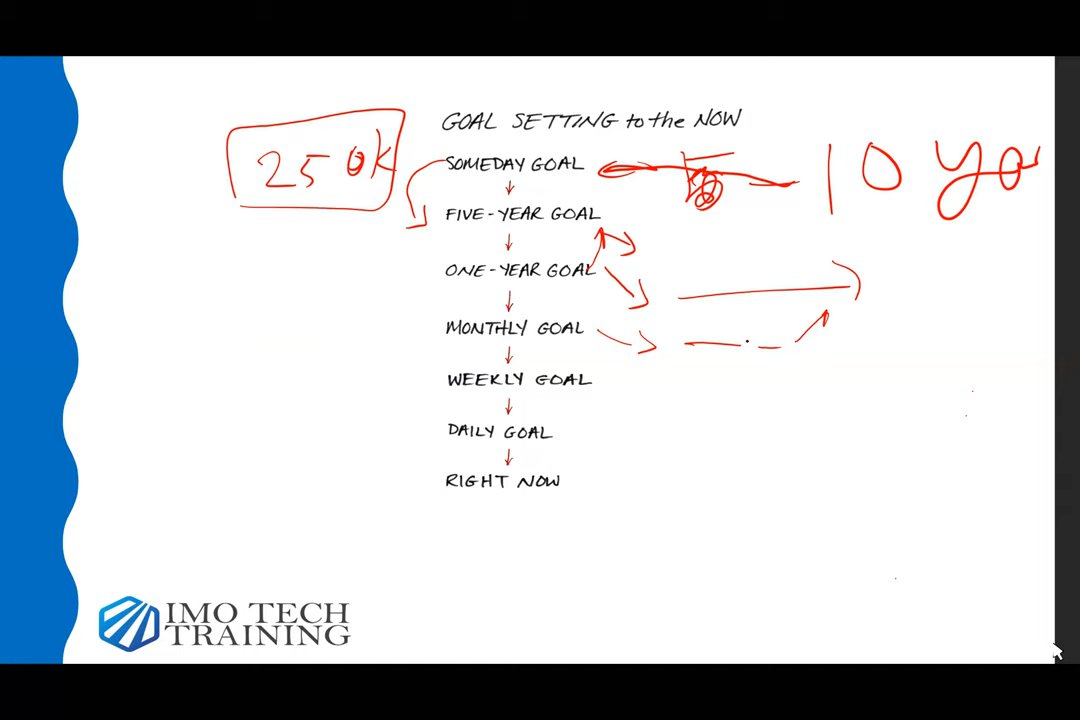 GOAL SETTING to the NOW
250K
SOMEDAY GOAL
10
FIVE-YEAR GOAL
ONE-YEAR GOAL
MONTHLY GOAL
WEEKLY GOAL
DAILY GOAL
RIGHT NOW
IMO TECH
TRAINING